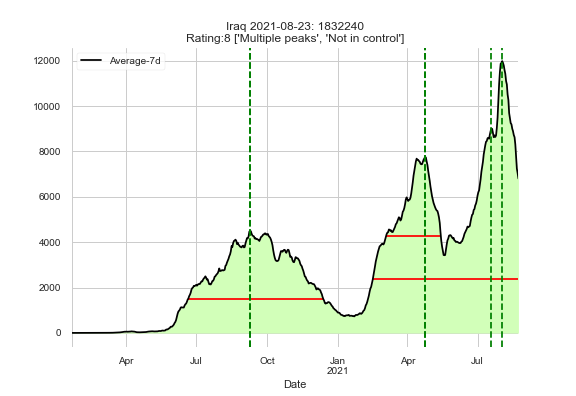 Iraq 2021-08-23: 1832240
Rating:8 ['Multiple peaks', 'Not in control']
Average-7d
12000
10000
8000
6000
4000
2000
0
Apr Jul Oct Jan Apr Jul
2021
Date